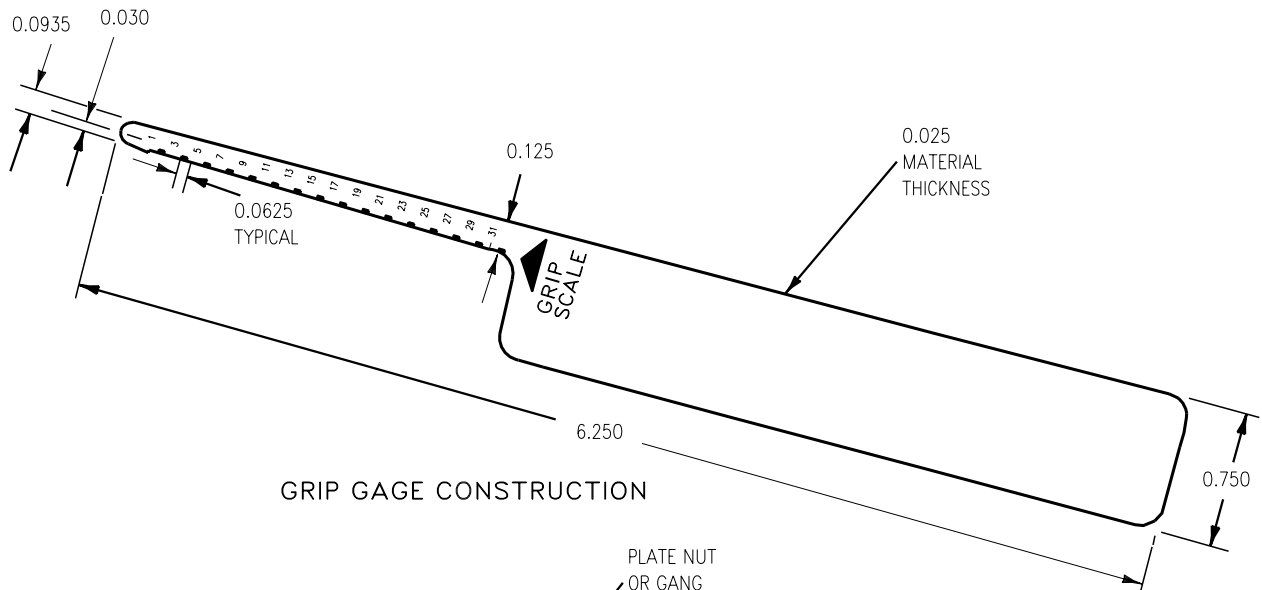 0.0935
0.030
1 3 5 7 9 11 13 15 17 19 21 23 25 27 29 31
0.125
0.025
MATERIAL
THICKNESS
0.0625
TYPICAL
GRIP
SCALE
6.250
0.750
GRIP GAGE CONSTRUCTION
PLATE NUT
OR GANG